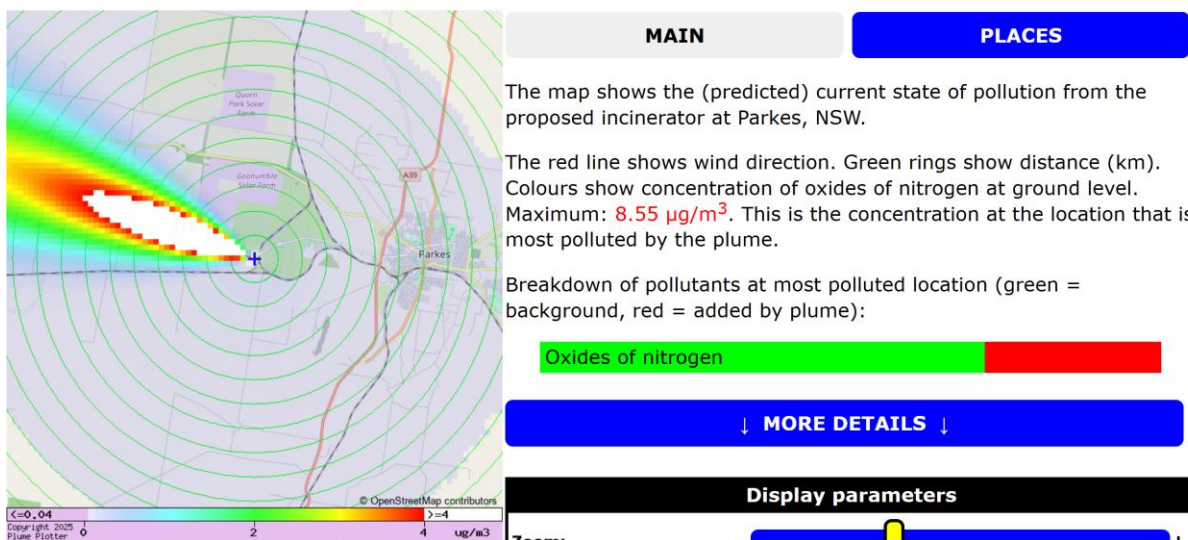 MAIN
PLACES
The map shows the (predicted) current state of pollution from the
proposed incinerator at Parkes, NSW.
The red line shows wind direction. Green rings show distance (km).
Colours show concentration of oxides of nitrogen at ground level.
Maximum: 8.55 µg/m³. This is the concentration at the location that is
most polluted by the plume.
Breakdown of pollutants at most polluted location (green =
background, red = added by plume):
Oxides of nitrogen
↓ MORE DETAILS ↓
Display parameters
Zoom:
Quorn
Park Solar
Farm
Goonumbla
Solar Farm
A39
Parkes
© OpenStreetMap contributors
<=0.04
>=4
Copyright 2025
Plume Plotter
0
2
4
ug/m3